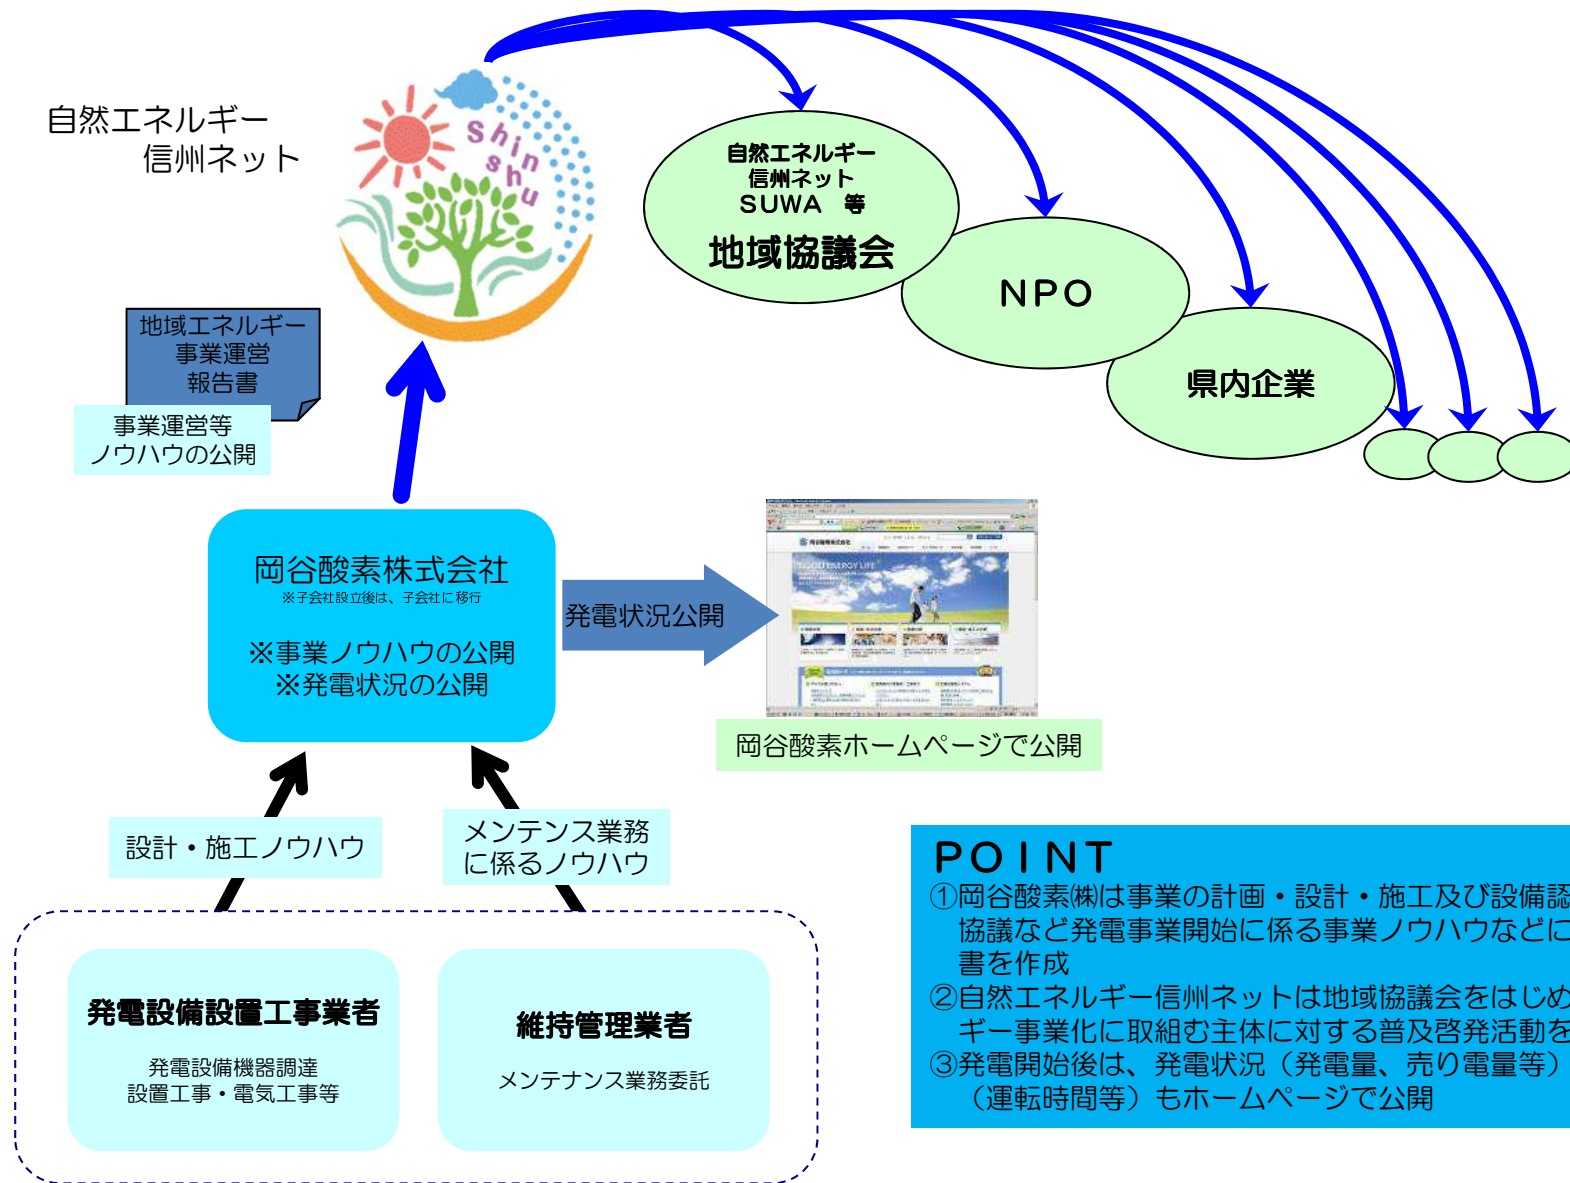 自然エネルギー
信州ネット
Shin
shu
自然エネルギー
信州ネット
SUWA 等
地域協議会
NPO
県内企業
地域エネルギー
事業運営
報告書
事業運営等
ノウハウの公開
岡谷酸素株式会社
※子会社設立後は、子会社に移行
※事業ノウハウの公開
※発電状況の公開
発電状況公開
岡谷酸素株式会社
ENERGY LIFE
岡谷酸素ホームページで公開
設計・施工ノウハウ
メンテンス業務
に係るノウハウ
発電設備設置工事業者
発電設備機器調達
設置工事・電気工事等
維持管理業者
メンテナンス業務委託
POINT
①岡谷酸素㈱は事業の計画・設計・施工及び設備認
協議など発電事業開始に係る事業ノウハウなどに
書を作成
②自然エネルギー信州ネットは地域協議会をはじめ
ギー事業化に取組む主体に対する普及啓発活動を
③発電開始後は、発電状況（発電量、売り電量等）
（運転時間等）もホームページで公開